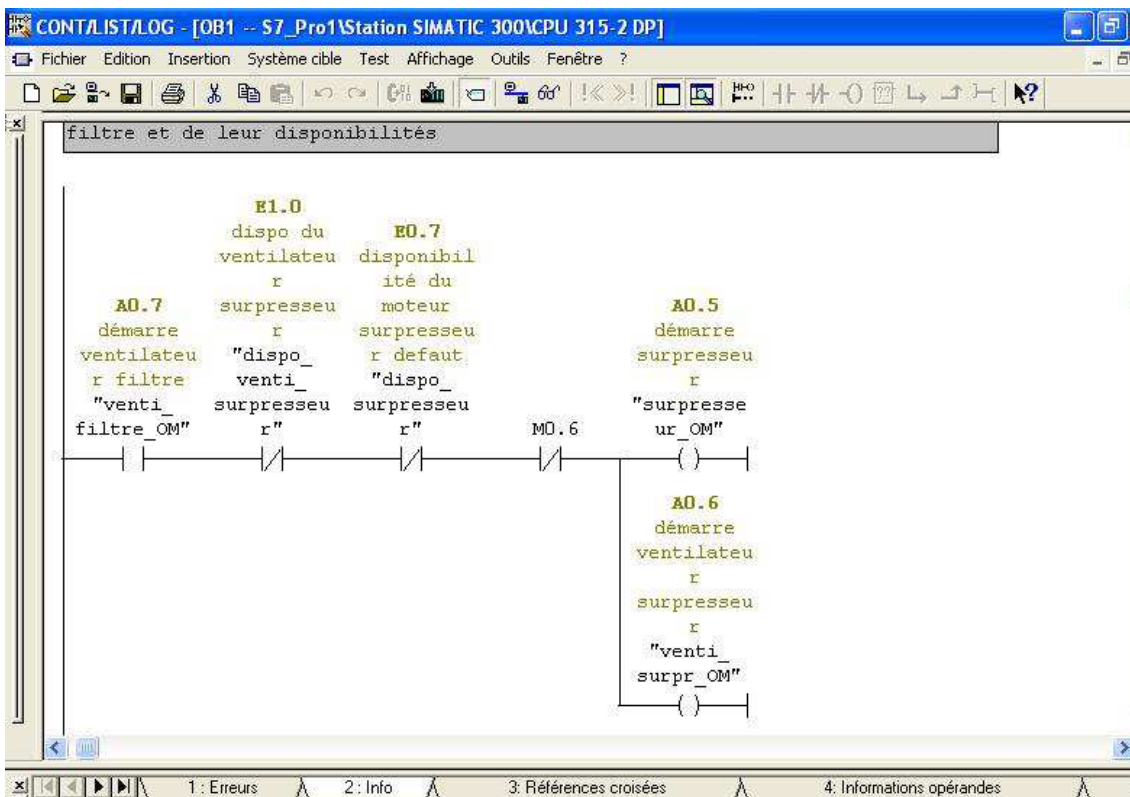 CONT/LIST/LOG - [OB1 -- S7_Pro1\Station SIMATIC 300\CPU 315-2 DP]
Fichier Edition Insertion Système cible Test Affichage Outils Fenêtre ?
filtre et de leur disponibilités
A0.7
démarre
ventilateu
r filtre
"venti_
filtre_OM"
E1.0
dispo du
ventilateu
r
surpresseu
r
"dispo_
venti_
surpresseu
r"
E0.7
disponibil
ité du
moteur
surpresseu
r defaut
"dispo_
surpresseu
r"
M0.6
A0.5
démarre
surpresseu
r
"surpresse
ur_OM"
A0.6
démarre
ventilateu
r
surpresseu
r
"venti_
surpr_OM"
1 : Erreurs
2 : Info
3: Références croisées
4: Informations opérandes